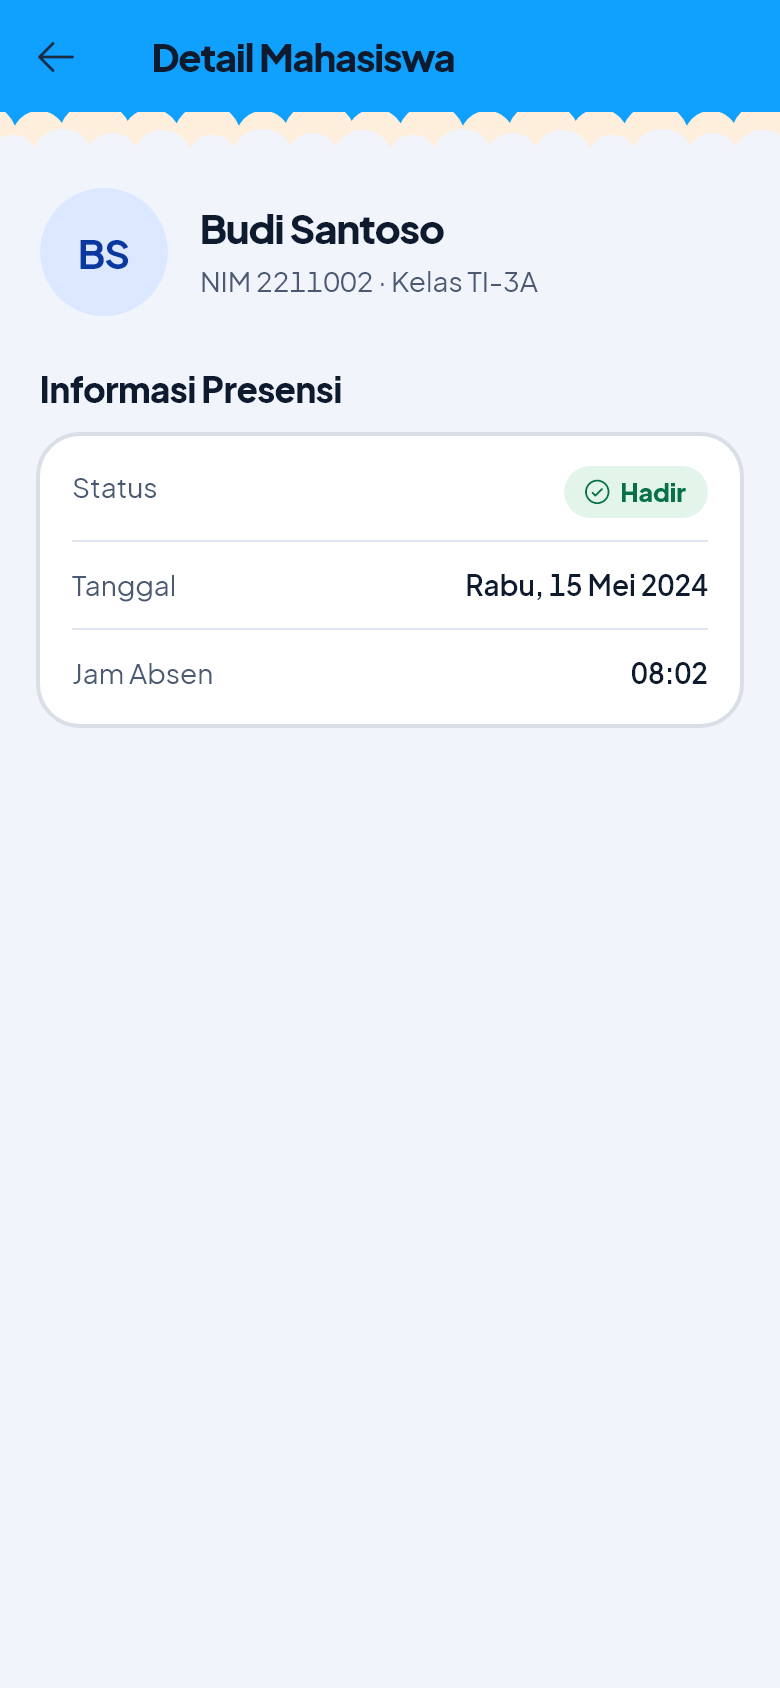 Detail Mahasiswa
BS
Budi Santoso
NIM 2211002 · Kelas TI-3A
Informasi Presensi
Status
Hadir
Tanggal
Rabu, 15 Mei 2024
Jam Absen
08:02